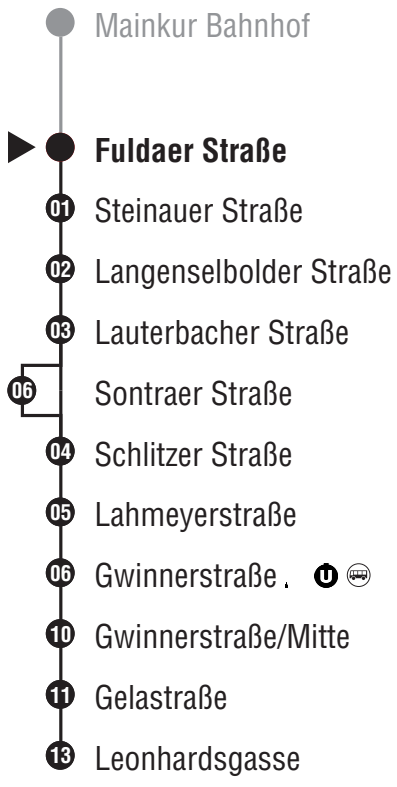 Mainkur Bahnhof
Fuldaer Straße
01 Steinauer Straße
02 Langenselbolder Straße
03 Lauterbacher Straße
06 Sontraer Straße
04 Schlitzer Straße
05 Lahmeyerstraße
06 Gwinnerstraße U
10 Gwinnerstraße/Mitte
11 Gelastraße
13 Leonhardsgasse